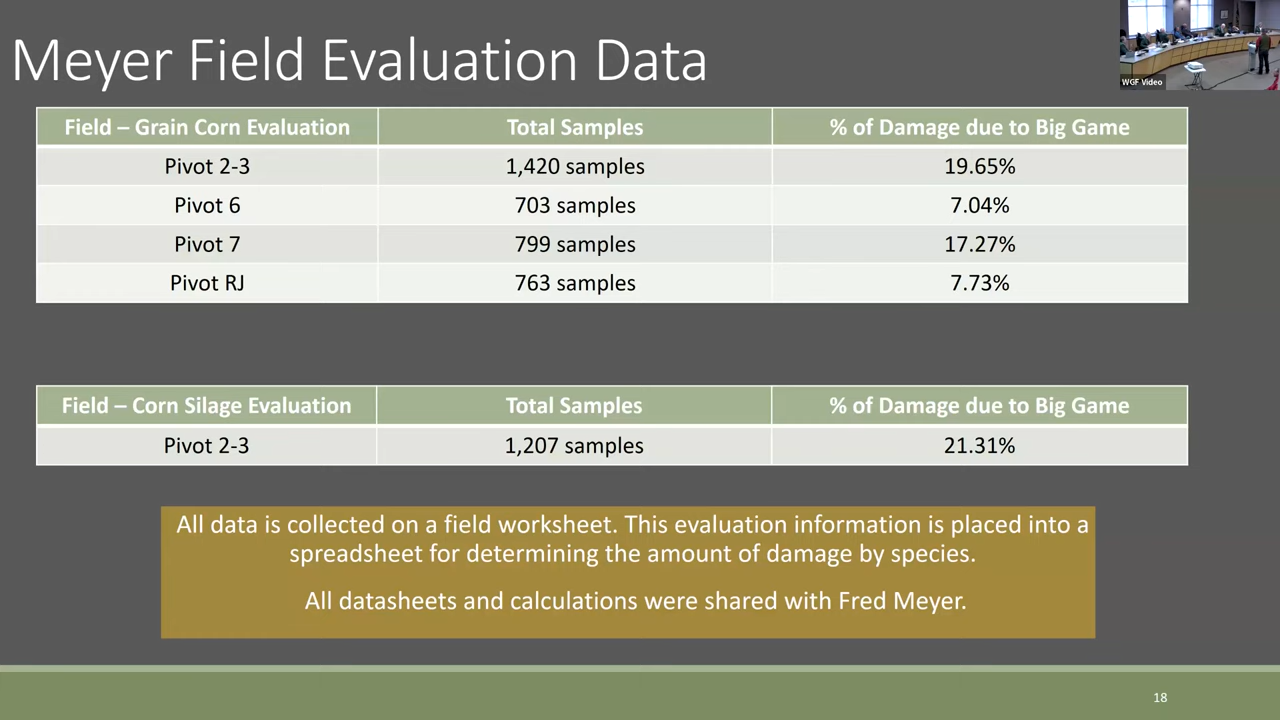 Meyer Field Evaluation Data
WGF Video
Field – Grain Corn Evaluation Total Samples % of Damage due to Big Game
Pivot 2-3 1,420 samples 19.65%
Pivot 6 703 samples 7.04%
Pivot 7 799 samples 17.27%
Pivot RJ 763 samples 7.73%
Field – Corn Silage Evaluation Total Samples % of Damage due to Big Game
Pivot 2-3 1,207 samples 21.31%
All data is collected on a field worksheet. This evaluation information is placed into a
spreadsheet for determining the amount of damage by species.
All datasheets and calculations were shared with Fred Meyer.
18